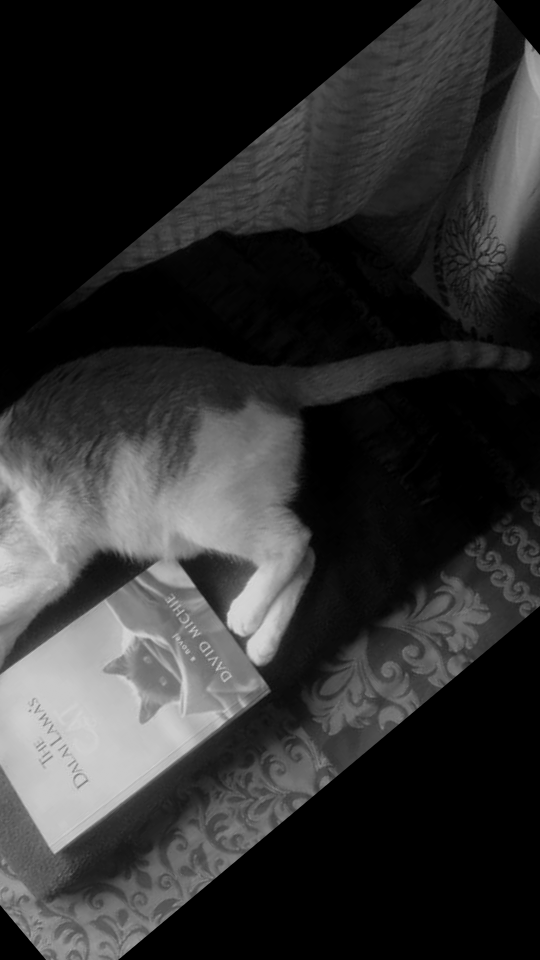 THE
DALAI LAMA'S
CAT
a novel
DAVID MICHIE